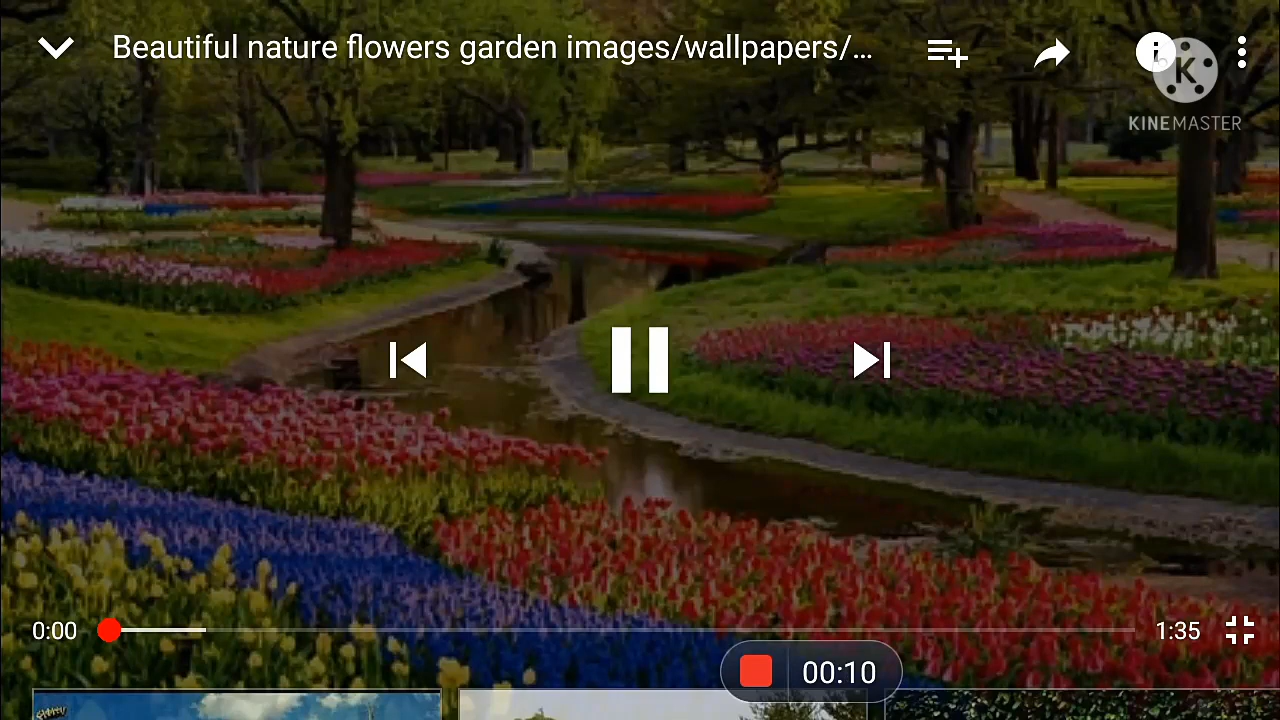 Beautiful nature flowers garden images/wallpapers/...
i
K
KINEMASTER
0:00
1:35
00:10